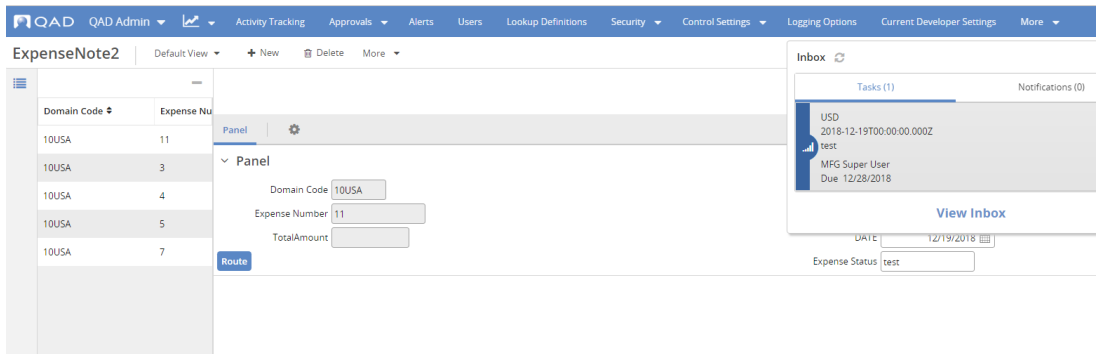 QAD QAD Admin Activity Tracking Approvals Alerts Users Lookup Definitions Security Control Settings Logging Options Current Developer Settings More
ExpenseNote2 Default View + New Delete More
Inbox
Tasks (1) Notifications (0)
USD
2018-12-19T00:00:00.000Z
test
MFG Super User
Due 12/28/2018
View Inbox
Domain Code Expense Nu
10USA 11
10USA 3
10USA 4
10USA 5
10USA 7
Panel
Panel
Domain Code 10USA
Expense Number 11
TotalAmount
DATE 12/19/2018
Expense Status test
Route